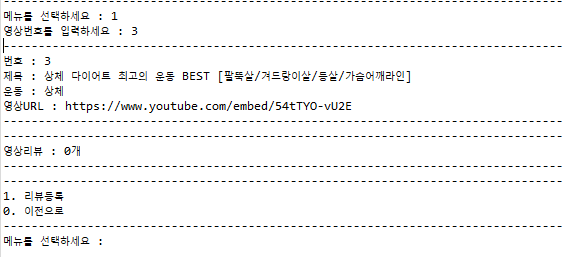 --------------------------------------------------------------------------------
메뉴를 선택하세요 : 1
영상번호를 입력하세요 : 3
--------------------------------------------------------------------------------
번호 : 3
제목 : 상체 다이어트 최고의 운동 BEST [팔뚝살/겨드랑이살/등살/가슴어깨라인]
운동 : 상체
영상URL : https://www.youtube.com/embed/54tTYO-vU2E
--------------------------------------------------------------------------------
--------------------------------------------------------------------------------
영상리뷰 : 0개
--------------------------------------------------------------------------------
--------------------------------------------------------------------------------
1. 리뷰등록
0. 이전으로
--------------------------------------------------------------------------------
메뉴를 선택하세요 :